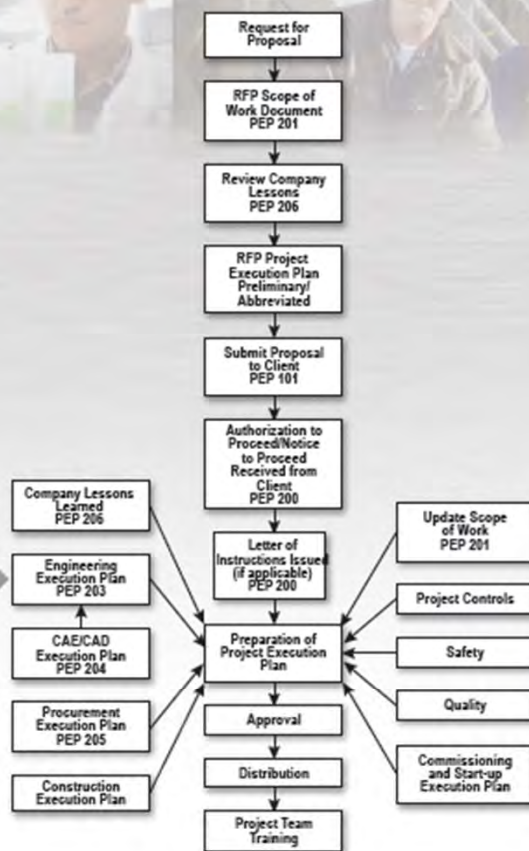 Request for
Proposal
RFP Scope of
Work Document
PEP 201
Review Company
Lessons
PEP 206
RFP Project
Execution Plan
Preliminary/
Abbreviated
Submit Proposal
to Client
PEP 101
Authorization to
Proceed/Notice
to Proceed
Received from
Client
PEP 200
Letter of
Instructions Issued
(if applicable)
PEP 200
Company Lessons
Learned
PEP 206
Engineering
Execution Plan
PEP 203
CAE/CAD
Execution Plan
PEP 204
Procurement
Execution Plan
PEP 205
Construction
Execution Plan
Preparation of
Project Execution
Plan
Update Scope
of Work
PEP 201
Project Controls
Safety
Quality
Commissioning
and Start-up
Execution Plan
Approval
Distribution
Project Team
Training